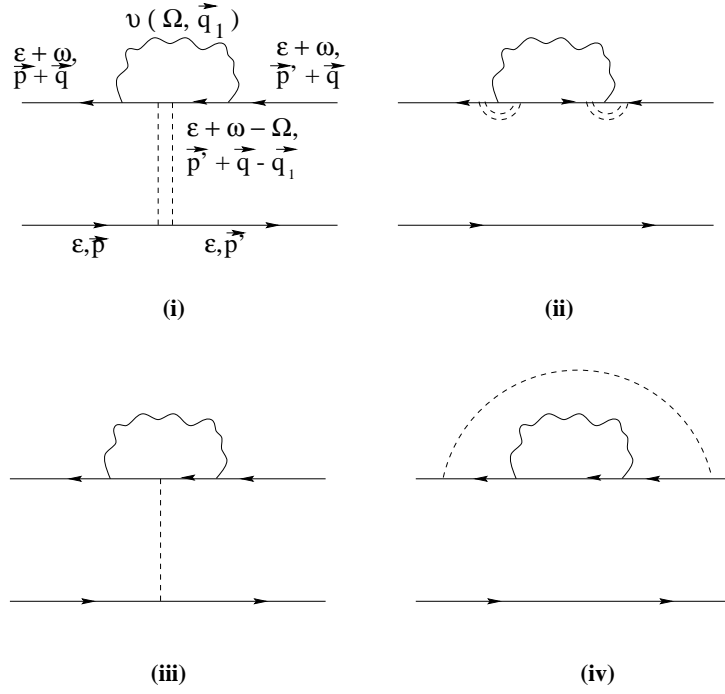 υ ( Ω, q⃗₁ )
ε + ω, ε + ω,
p⃗ + q⃗ p⃗’ + q⃗
ε + ω − Ω,
p⃗’ + q⃗ - q⃗₁
ε, p⃗ ε, p⃗’
(i) (ii)
(iii) (iv)